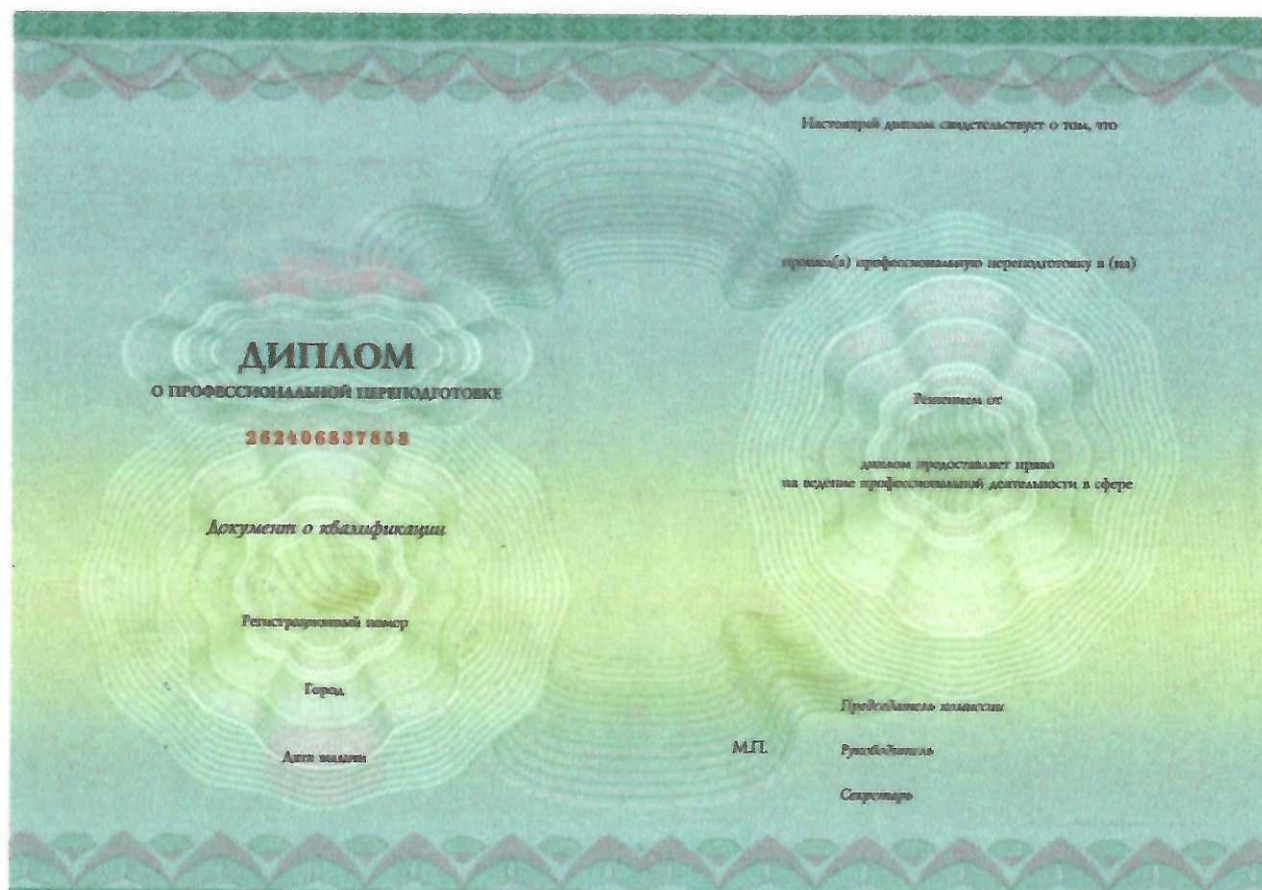 ДИПЛОМ
О ПРОФЕССИОНАЛЬНОЙ ПЕРЕПОДГОТОВКЕ
262406837858
Документ о квалификации
Регистрационный номер
Город
Дата выдачи
Настоящий диплом свидетельствует о том, что
прошел(а) профессиональную переподготовку в (на)
Решением от
диплом предоставляет право
на ведение профессиональной деятельности в сфере
Председатель комиссии
М.П.
Руководитель
Секретарь